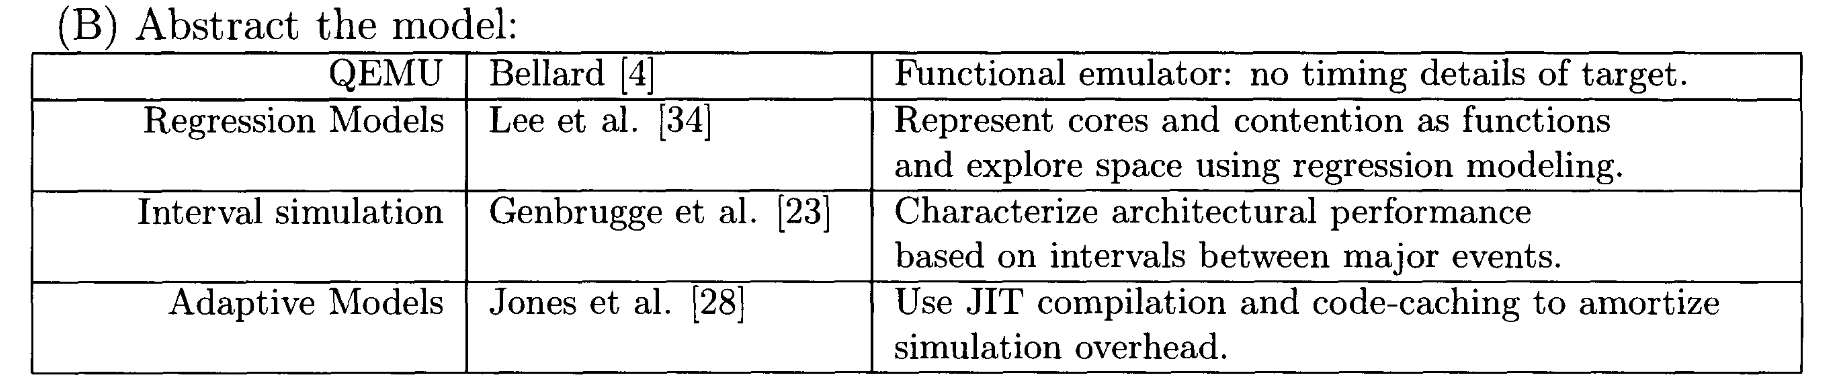 (B) Abstract the model:
QEMU Bellard [4] Functional emulator: no timing details of target.
Regression Models Lee et al. [34] Represent cores and contention as functions
and explore space using regression modeling.
Interval simulation Genbrugge et al. [23] Characterize architectural performance
based on intervals between major events.
Adaptive Models Jones et al. [28] Use JIT compilation and code-caching to amortize
simulation overhead.